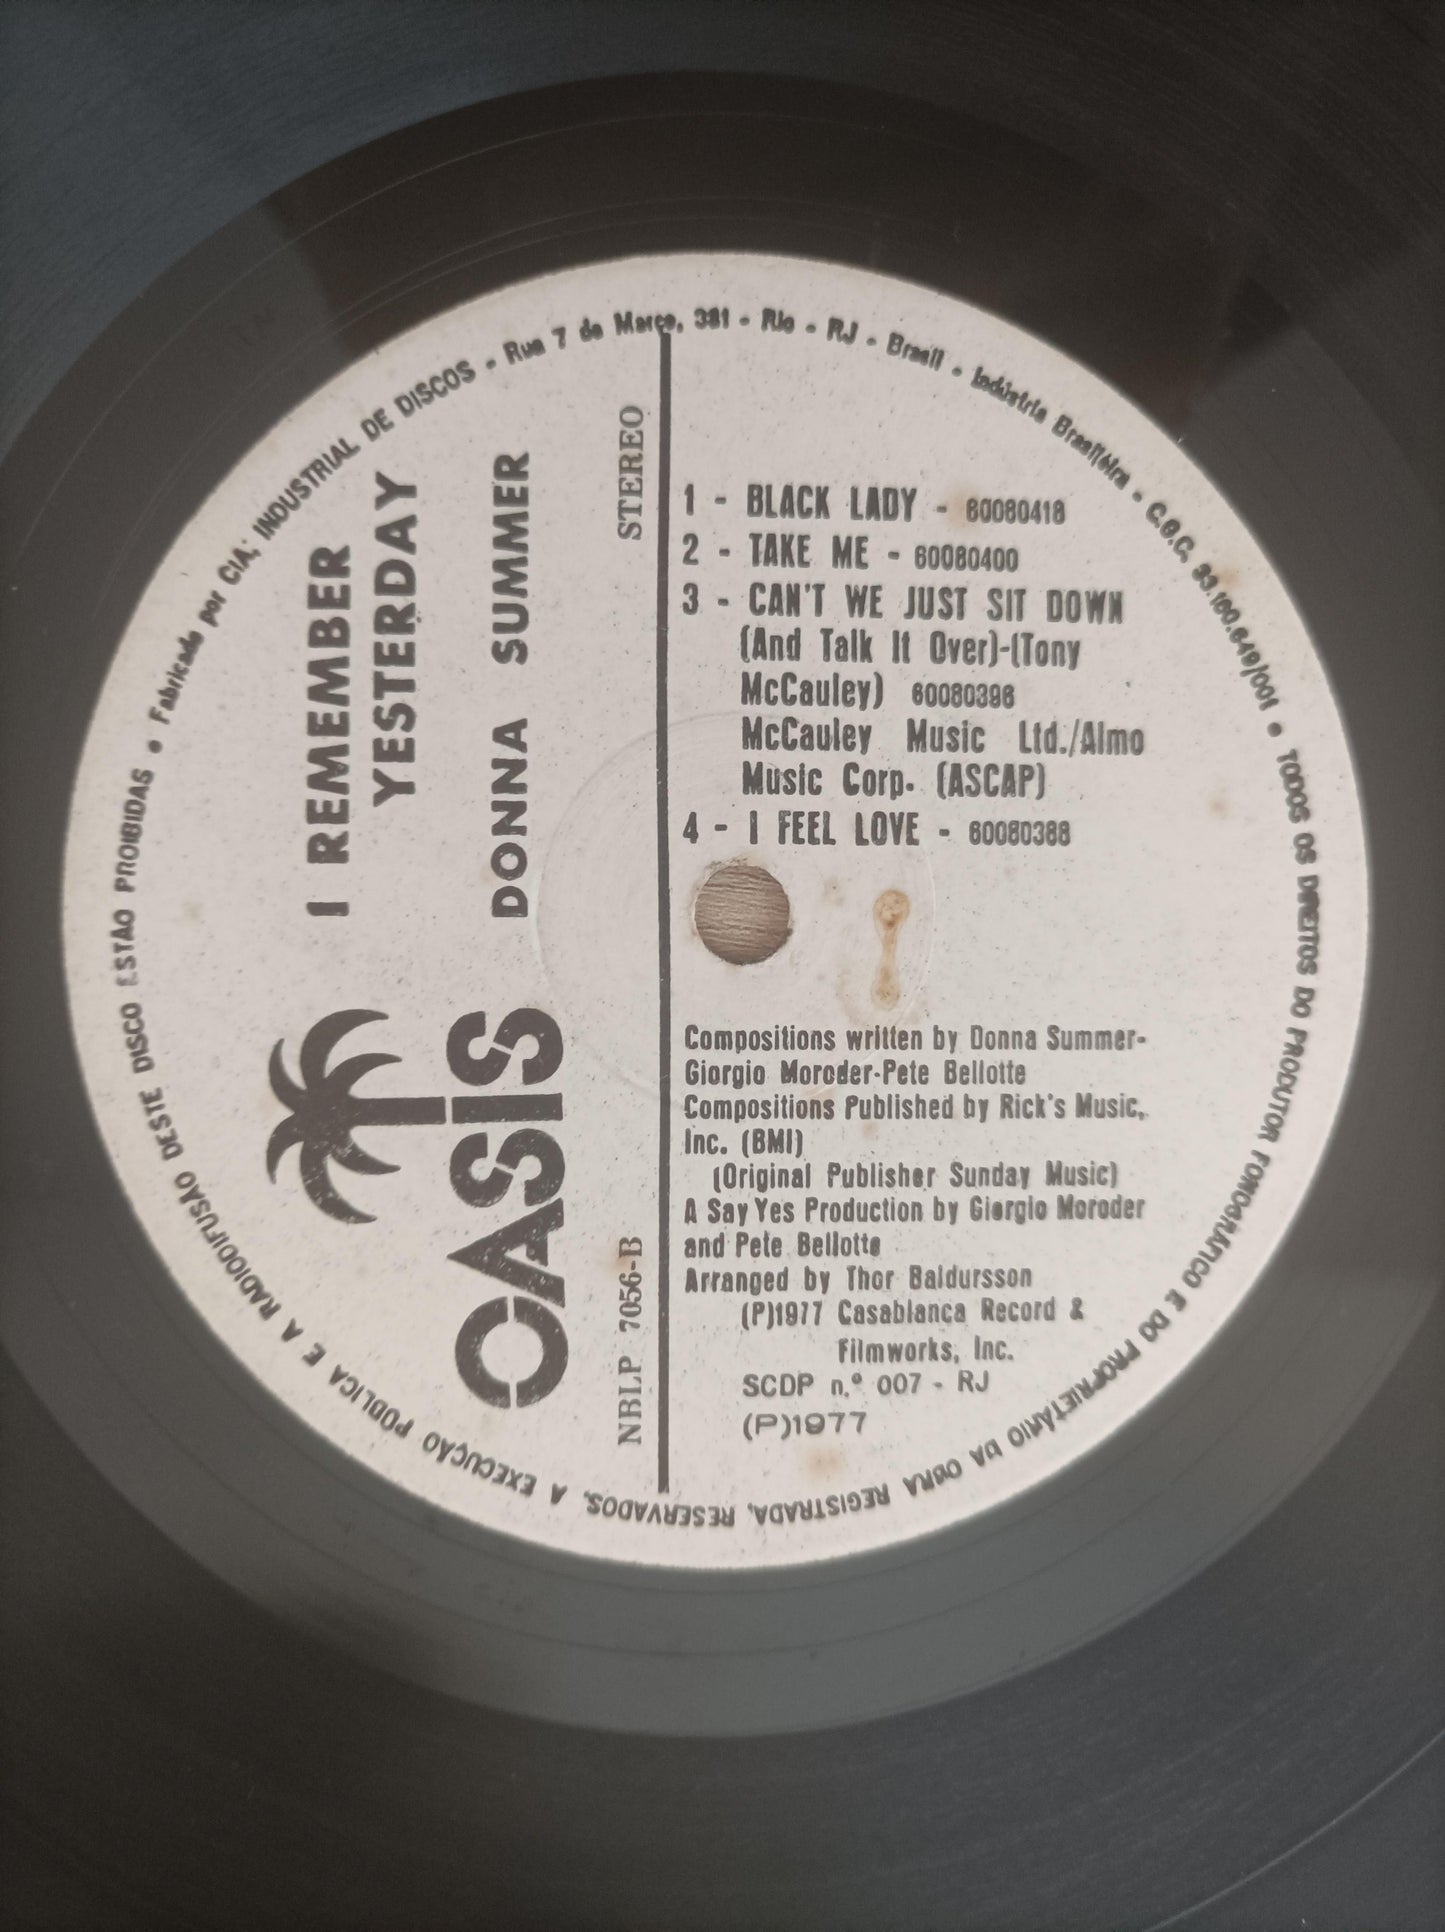 • Fabricado por CIA. INDUSTRIAL DE DISCOS - Rua 7 de Março, 381 - Rio - RJ - Brasil - Indústria Brasileira - C.G.C. 33.160.649/001 • TODOS OS DIREITOS DO PRODUTOR FONOGRÁFICO E DO PROPRIETÁRIO DA OBRA REGISTRADA, RESERVADOS. A EXECUÇÃO PÚBLICA E A RADIODIFUSÃO DESTE DISCO ESTÃO PROIBIDAS
I REMEMBER
YESTERDAY
DONNA SUMMER
OASIS
STEREO
NBLP 7056-B
1 - BLACK LADY - 60080418
2 - TAKE ME - 60080400
3 - CAN'T WE JUST SIT DOWN
(And Talk It Over)-(Tony
McCauley) 60080396
McCauley Music Ltd./Almo
Music Corp. (ASCAP)
4 - I FEEL LOVE - 60080388
Compositions written by Donna Summer-
Giorgio Moroder-Pete Bellotte
Compositions Published by Rick's Music,
Inc. (BMI)
(Original Publisher Sunday Music)
A Say Yes Production by Giorgio Moroder
and Pete Bellotte
Arranged by Thor Baldursson
(P)1977 Casablanca Record &
Filmworks, Inc.
SCDP n.º 007 - RJ
(P)1977